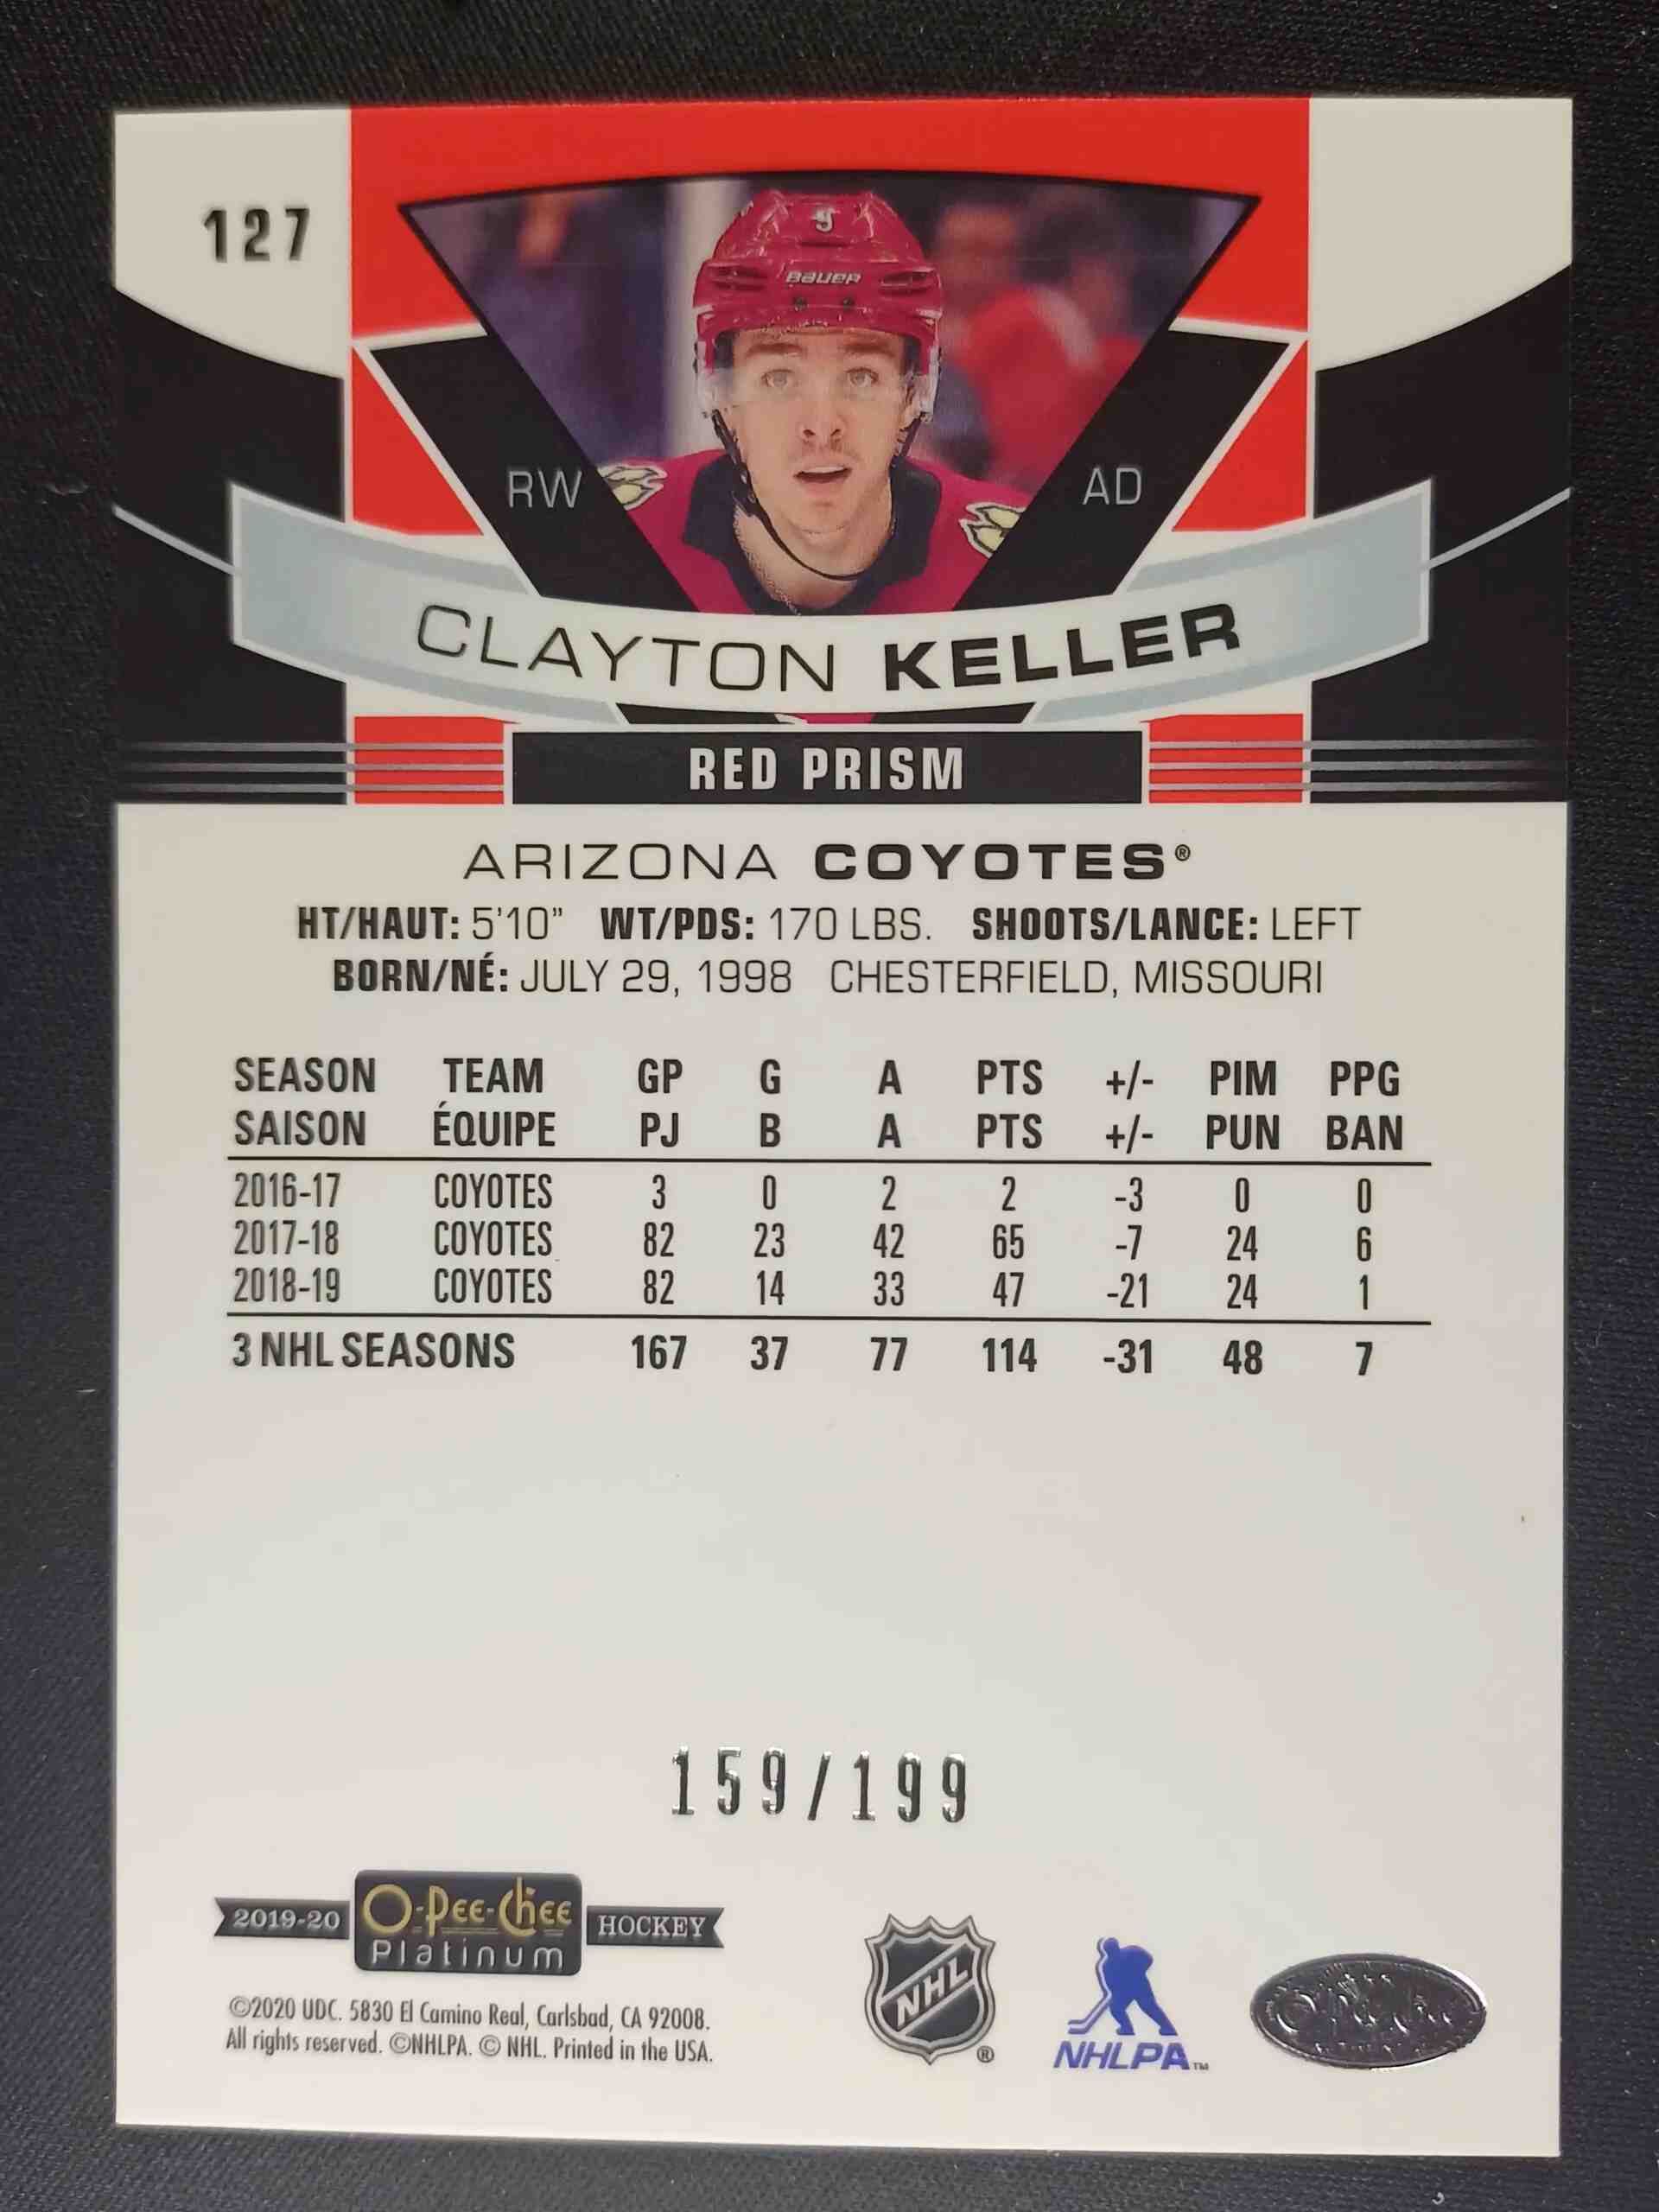 127
9
BAUER
RW
AD
CLAYTON KELLER
RED PRISM
ARIZONA COYOTES®
HT/HAUT: 5'10" WT/PDS: 170 LBS. SHOOTS/LANCE: LEFT
BORN/NÉ: JULY 29, 1998 CHESTERFIELD, MISSOURI
SEASON TEAM GP G A PTS +/- PIM PPG
SAISON ÉQUIPE PJ B A PTS +/- PUN BAN
2016-17 COYOTES 3 0 2 2 -3 0 0
2017-18 COYOTES 82 23 42 65 -7 24 6
2018-19 COYOTES 82 14 33 47 -21 24 1
3 NHL SEASONS 167 37 77 114 -31 48 7
159/199
2019-20 O-Pee-Chee HOCKEY
Platinum
©2020 UDC. 5830 El Camino Real, Carlsbad, CA 92008.
All rights reserved. ©NHLPA. © NHL. Printed in the USA.
NHL ®
NHLPA™